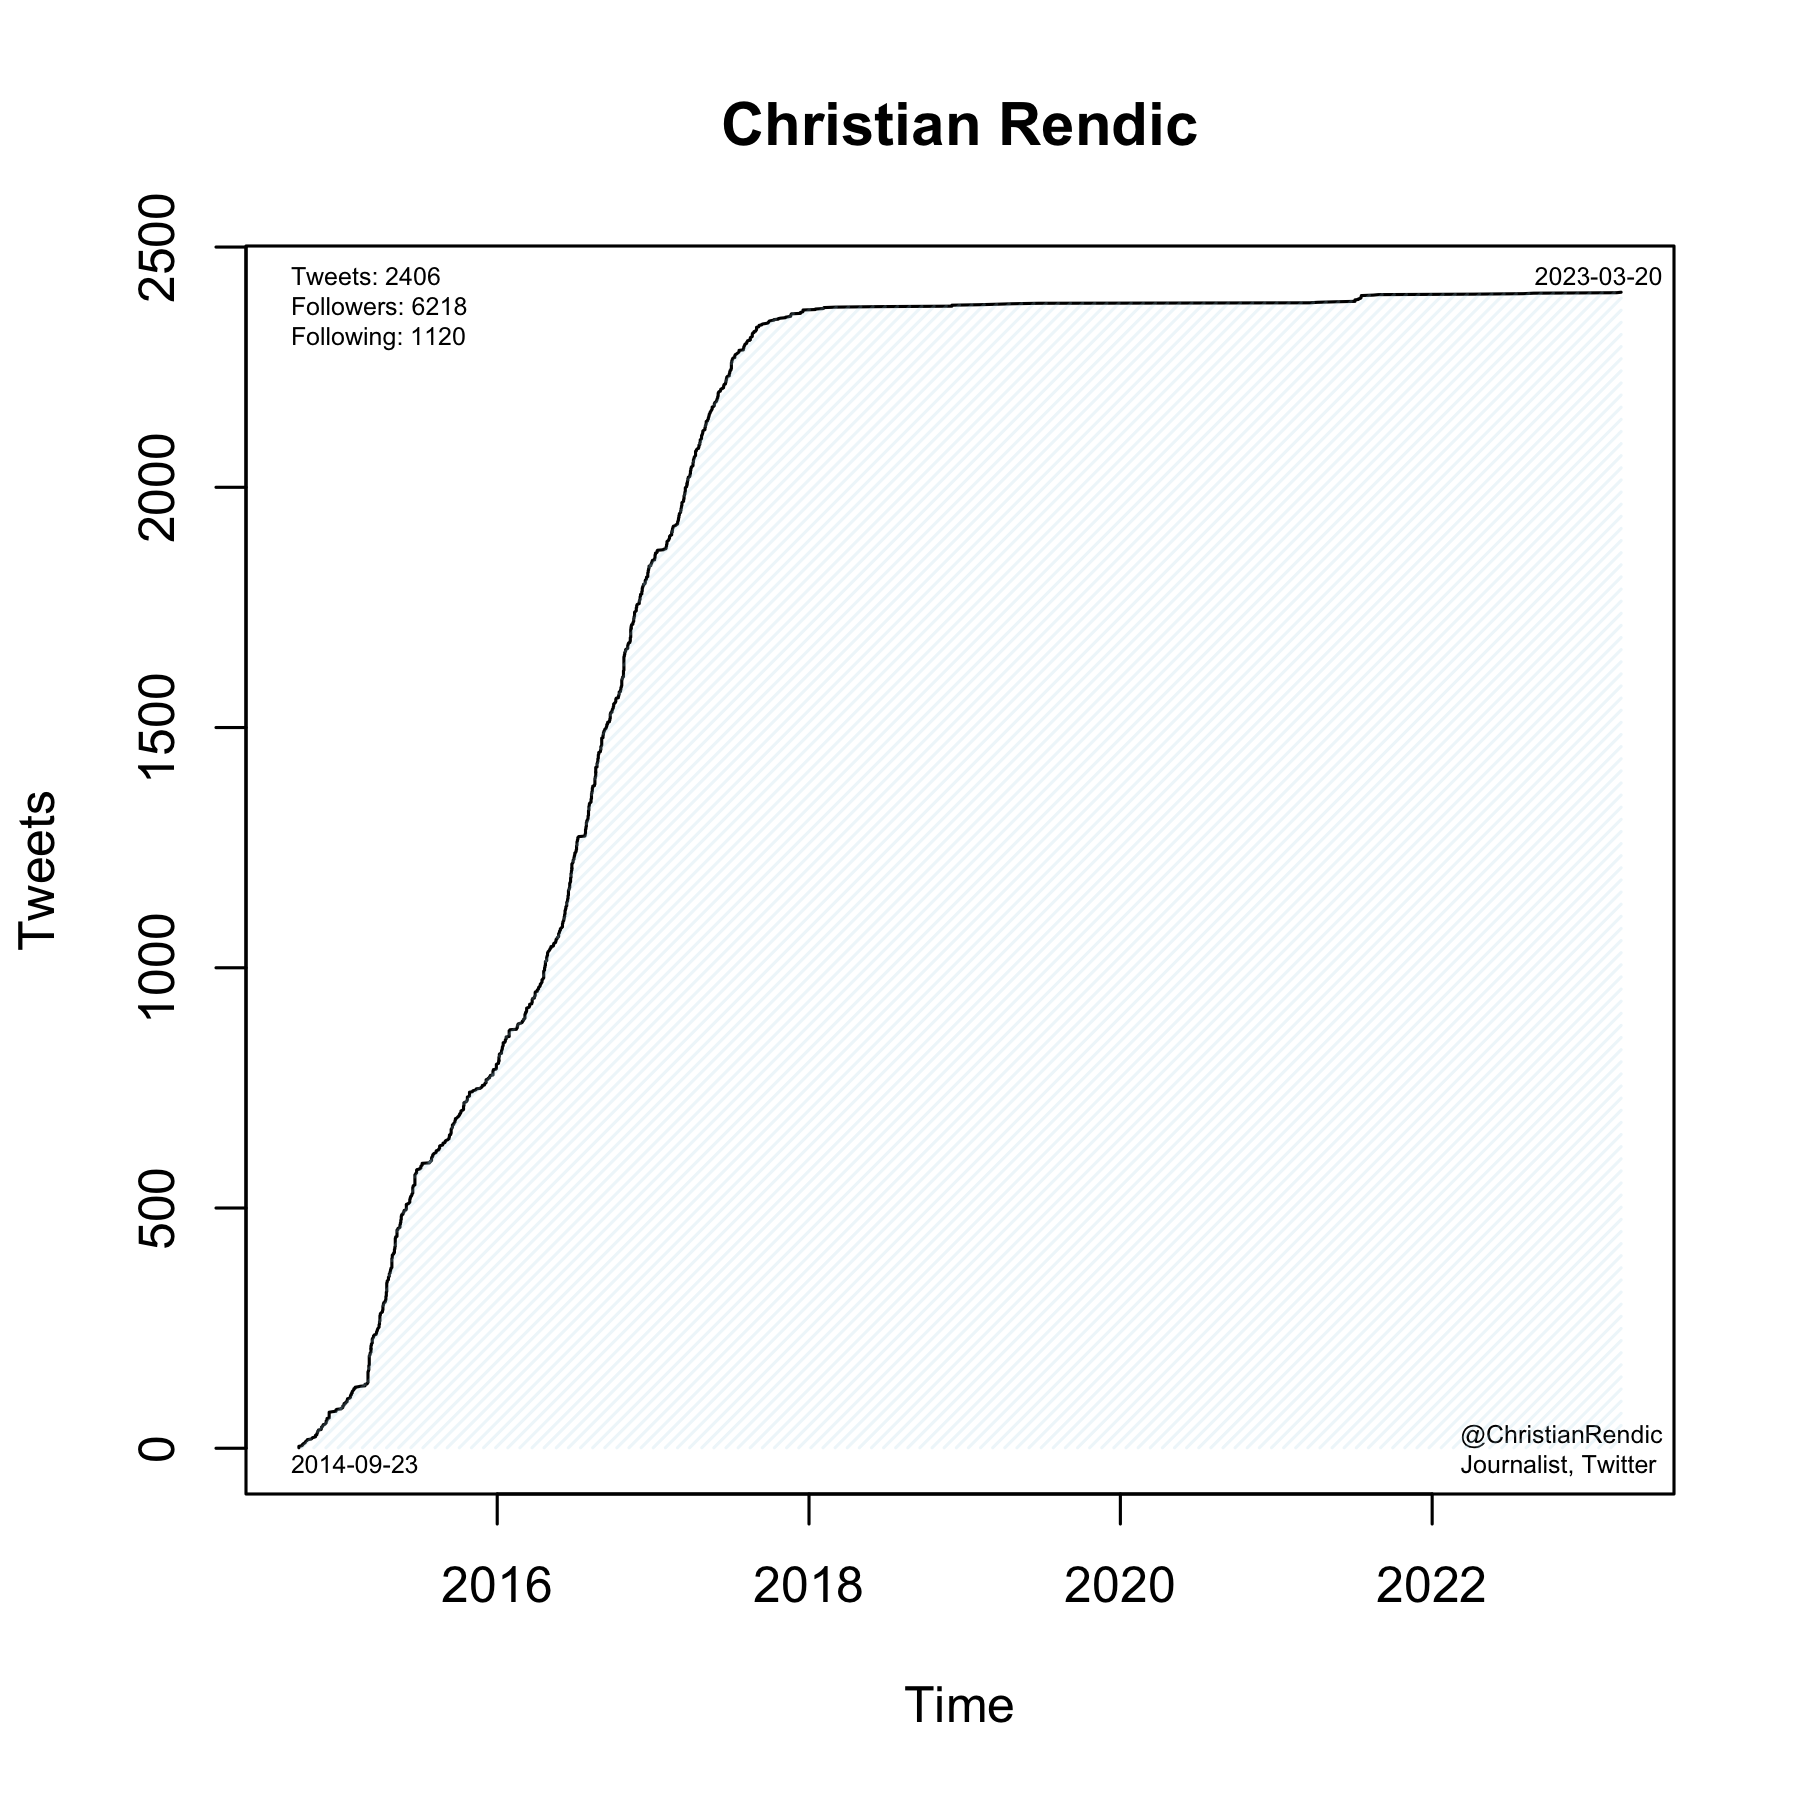 Christian Rendic
Tweets: 2406
Followers: 6218
Following: 1120
2023-03-20
2500
2000
1500
1000
500
0
Tweets
2014-09-23
@ChristianRendic
Journalist, Twitter
2016
2018
2020
2022
Time